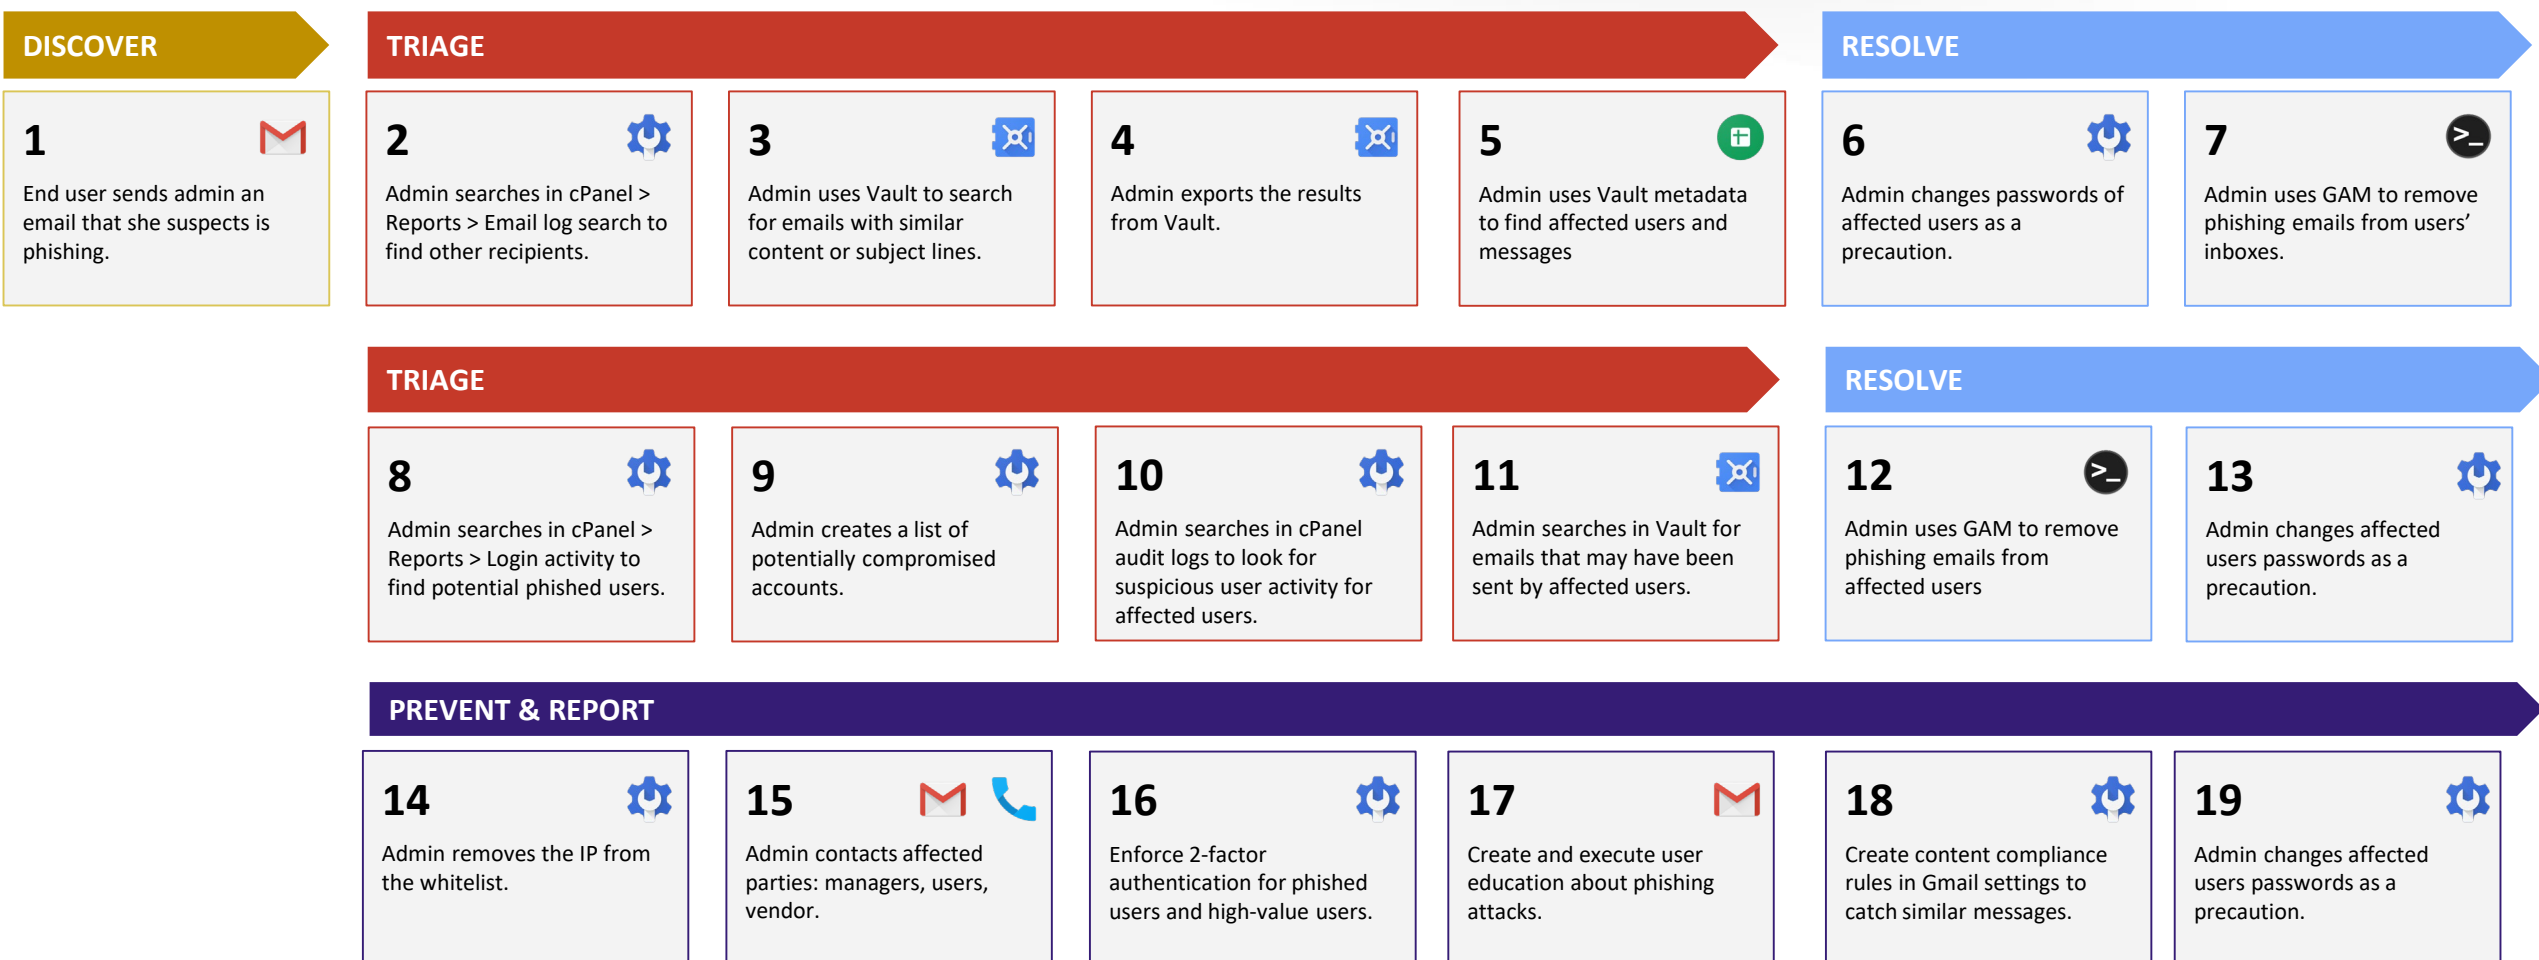 DISCOVER
TRIAGE
RESOLVE
1
End user sends admin an
email that she suspects is
phishing.
2
Admin searches in cPanel >
Reports > Email log search to
find other recipients.
3
Admin uses Vault to search
for emails with similar
content or subject lines.
4
Admin exports the results
from Vault.
5
Admin uses Vault metadata
to find affected users and
messages
6
Admin changes passwords of
affected users as a
precaution.
7
Admin uses GAM to remove
phishing emails from users’
inboxes.
TRIAGE
RESOLVE
8
Admin searches in cPanel >
Reports > Login activity to
find potential phished users.
9
Admin creates a list of
potentially compromised
accounts.
10
Admin searches in cPanel
audit logs to look for
suspicious user activity for
affected users.
11
Admin searches in Vault for
emails that may have been
sent by affected users.
12
Admin uses GAM to remove
phishing emails from
affected users
13
Admin changes affected
users passwords as a
precaution.
PREVENT & REPORT
14
Admin removes the IP from
the whitelist.
15
Admin contacts affected
parties: managers, users,
vendor.
16
Enforce 2-factor
authentication for phished
users and high-value users.
17
Create and execute user
education about phishing
attacks.
18
Create content compliance
rules in Gmail settings to
catch similar messages.
19
Admin changes affected
users passwords as a
precaution.